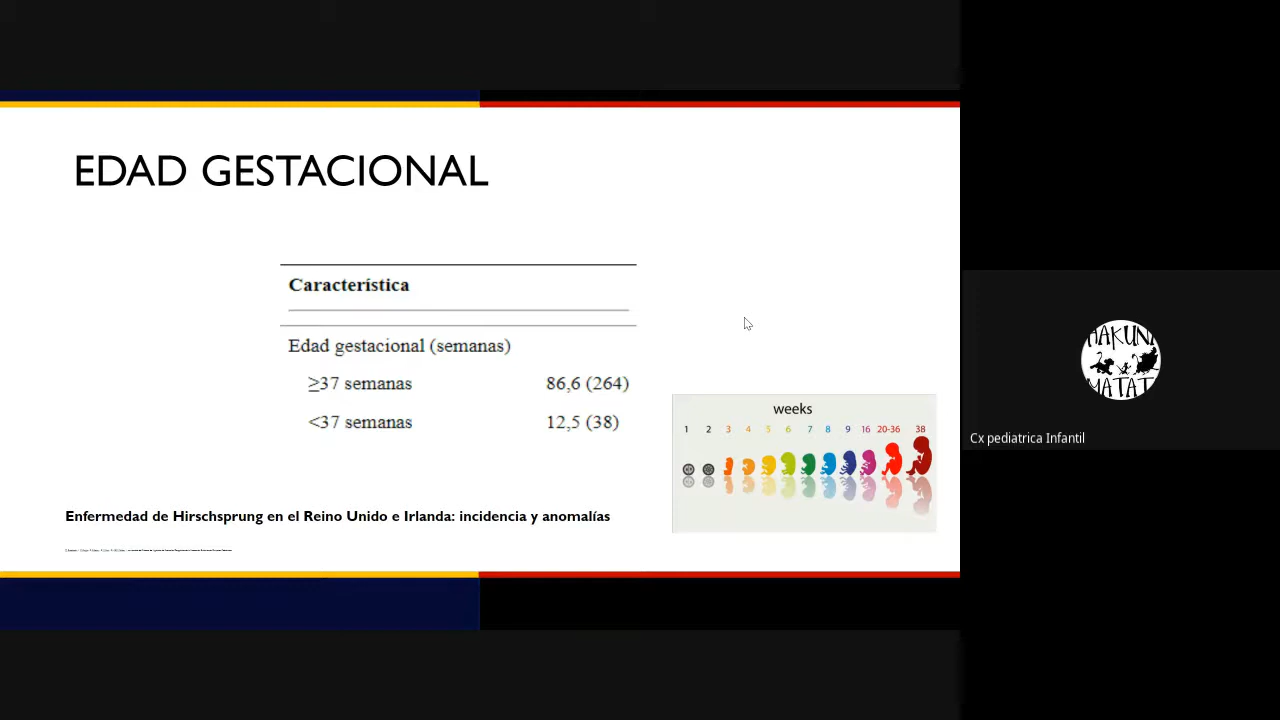 EDAD GESTACIONAL
Característica
Edad gestacional (semanas)
≥37 semanas 86,6 (264)
<37 semanas 12,5 (38)
weeks
1 2 3 4 5 6 7 8 9 16 20-36 38
Enfermedad de Hirschsprung en el Reino Unido e Irlanda: incidencia y anomalías
HAKUNA
MATAT
Cx pediatrica Infantil